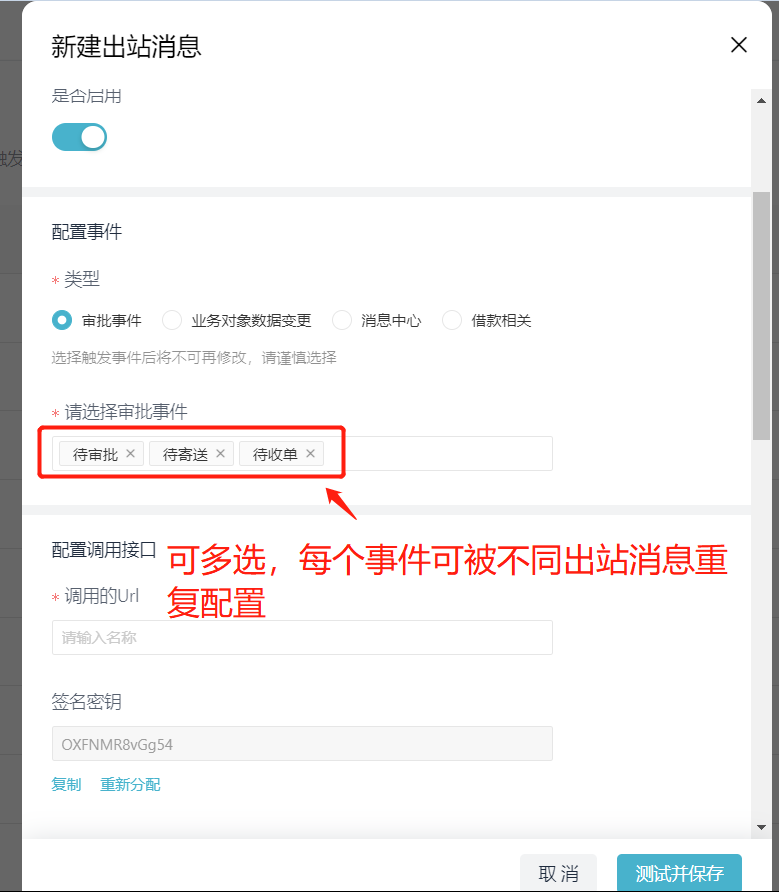 新建出站消息
是否启用
触发
配置事件
* 类型
审批事件 业务对象数据变更 消息中心 借款相关
选择触发事件后将不可再修改，请谨慎选择
* 请选择审批事件
待审批 × 待寄送 × 待收单 ×
可多选，每个事件可被不同出站消息重
复配置
配置调用接口
* 调用的Url
请输入名称
签名密钥
OXFNMR8vGg54
复制 重新分配
取 消 测试并保存